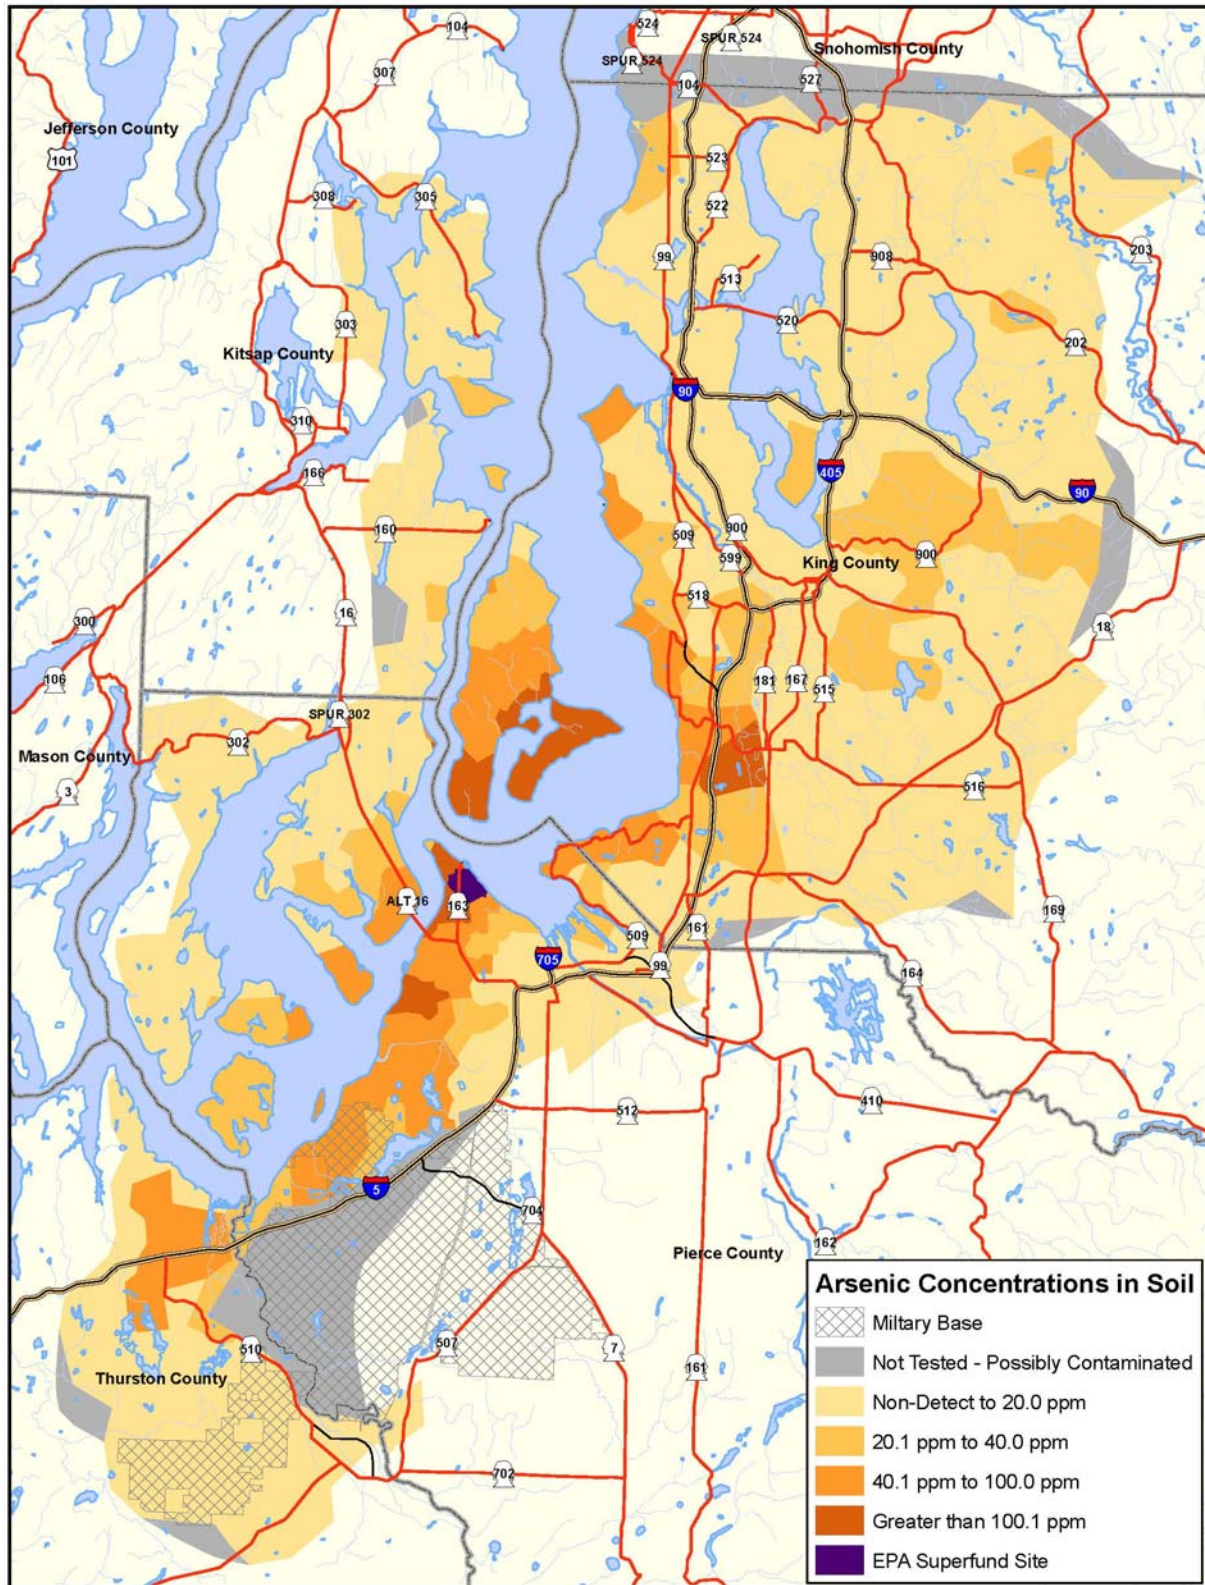 524
104
SPUR 524
Snohomish County
SPUR 524
307
527
104
Jefferson County
101
523
308
305
522
203
99
908
513
520
303
202
Kitsap County
90
310
405
166
90
160
509
900
599
900
King County
518
16
300
18
106
181
167
515
SPUR 302
302
Mason County
3
516
ALT 16
163
169
161
509
705
99
164
410
512
5
704
162
Pierce County
510
507
7
161
Thurston County
702
Arsenic Concentrations in Soil
Miltary Base
Not Tested - Possibly Contaminated
Non-Detect to 20.0 ppm
20.1 ppm to 40.0 ppm
40.1 ppm to 100.0 ppm
Greater than 100.1 ppm
EPA Superfund Site